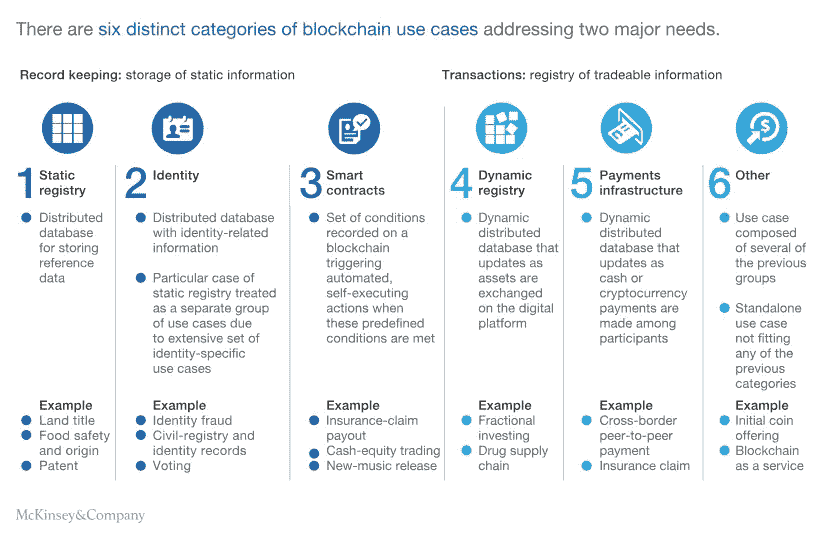 There are six distinct categories of blockchain use cases addressing two major needs.
Record keeping: storage of static information
Transactions: registry of tradeable information
1 Static
registry
Distributed
database
for storing
reference
data
Example
Land title
Food safety
and origin
Patent
2 Identity
Distributed database
with identity-related
information
Particular case of
static registry treated
as a separate group
of use cases due
to extensive set of
identity-specific
use cases
Example
Identity fraud
Civil-registry and
identity records
Voting
3 Smart
contracts
Set of conditions
recorded on a
blockchain
triggering
automated,
self-executing
actions when
these predefined
conditions are met
Example
Insurance-claim
payout
Cash-equity trading
New-music release
4 Dynamic
registry
Dynamic
distributed
database that
updates as
assets are
exchanged
on the digital
platform
Example
Fractional
investing
Drug supply
chain
5 Payments
infrastructure
Dynamic
distributed
database that
updates as
cash or
cryptocurrency
payments are
made among
participants
Example
Cross-border
peer-to-peer
payment
Insurance claim
$
6 Other
Use case
composed
of several of
the previous
groups
Standalone
use case
not fitting
any of the
previous
categories
Example
Initial coin
offering
Blockchain
as a service
McKinsey&Company